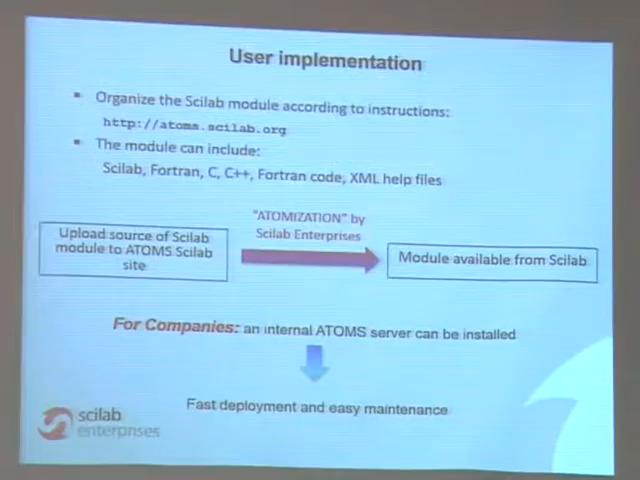 User implementation
▪ Organize the Scilab module according to instructions:
http://atoms.scilab.org
▪ The module can include:
Scilab, Fortran, C, C++, Fortran code, XML help files
"ATOMIZATION" by
Scilab Enterprises
Upload source of Scilab
module to ATOMS Scilab
site
Module available from Scilab
For Companies: an internal ATOMS server can be installed
Fast deployment and easy maintenance
scilab
enterprises